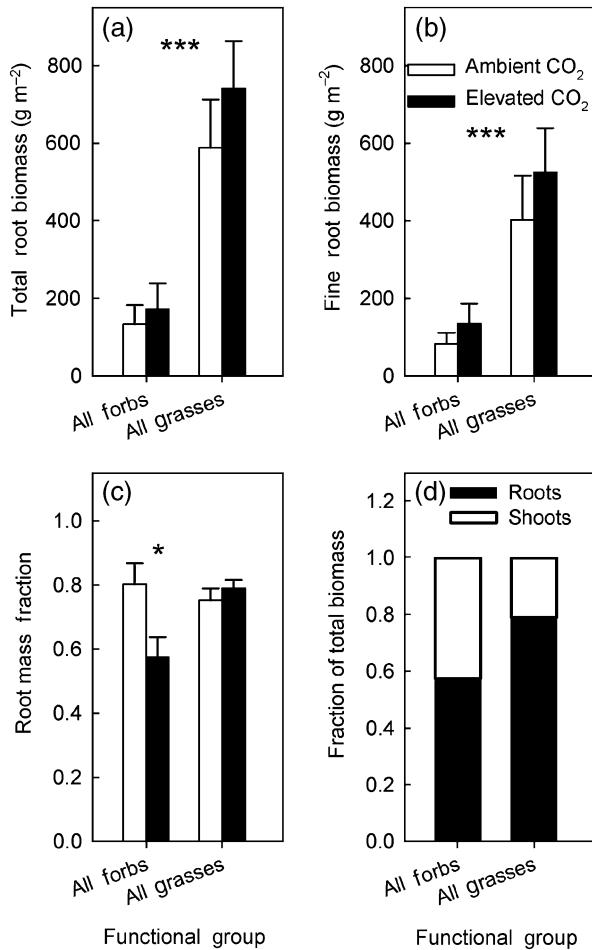 (a)
***
Total root biomass (g m⁻²)
800
600
400
200
0
All forbs
All grasses
(b)
Ambient CO₂
Elevated CO₂
***
Fine root biomass (g m⁻²)
800
600
400
200
0
All forbs
All grasses
(c)
*
Root mass fraction
1.0
0.8
0.6
0.4
0.2
0.0
All forbs
All grasses
Functional group
(d)
Roots
Shoots
Fraction of total biomass
1.2
1.0
0.8
0.6
0.4
0.2
0.0
All forbs
All grasses
Functional group